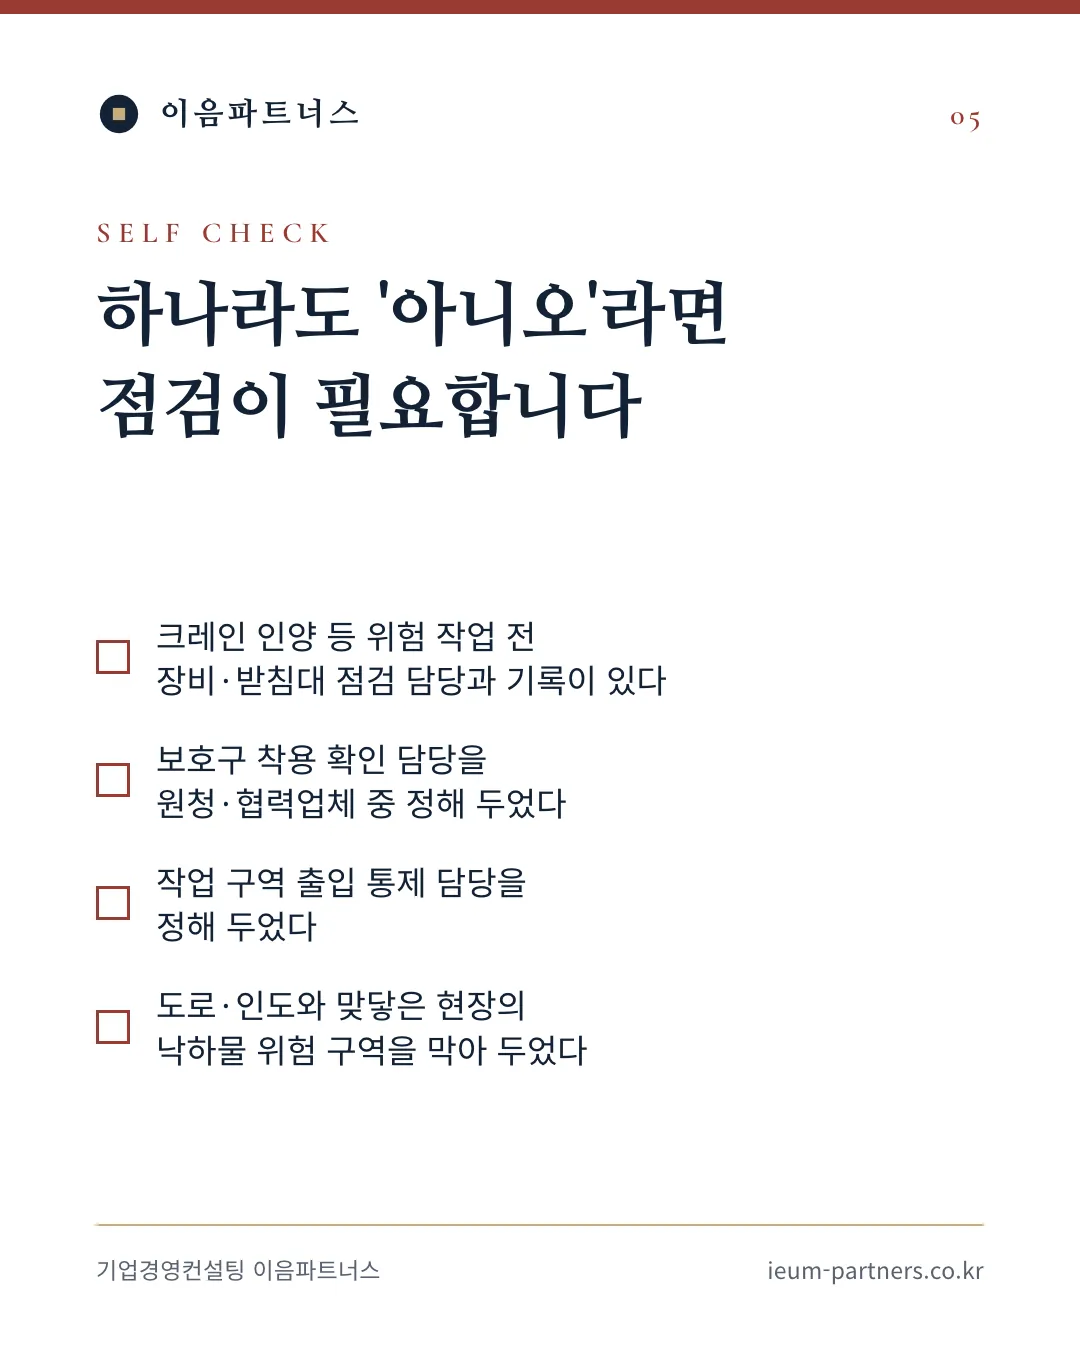 이음파트너스
05
SELF CHECK
하나라도 '아니오'라면
점검이 필요합니다
크레인 인양 등 위험 작업 전
장비·받침대 점검 담당과 기록이 있다
보호구 착용 확인 담당을
원청·협력업체 중 정해 두었다
작업 구역 출입 통제 담당을
정해 두었다
도로·인도와 맞닿은 현장의
낙하물 위험 구역을 막아 두었다
기업경영컨설팅 이음파트너스
ieum-partners.co.kr